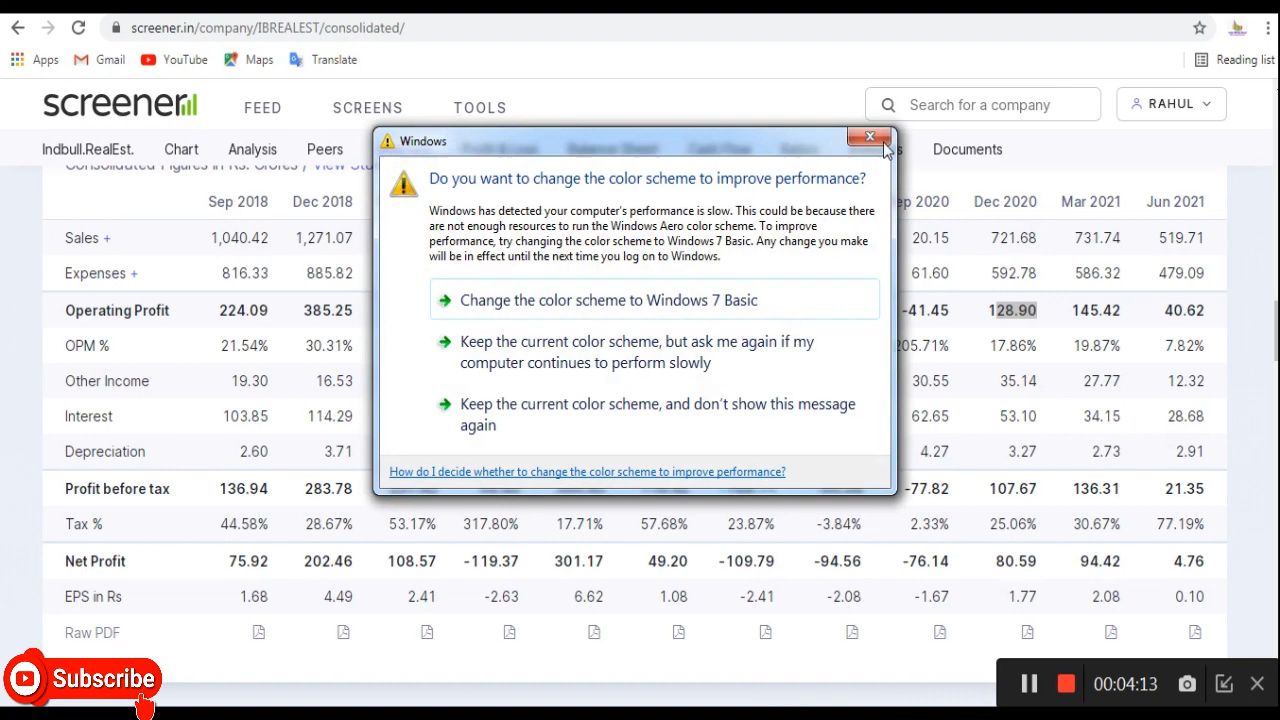 screener.in/company/IBREALEST/consolidated/
Apps Gmail YouTube Maps Translate Reading list
screener FEED SCREENS TOOLS Search for a company RAHUL
Indbull.RealEst. Chart Analysis Peers Documents
Windows
Do you want to change the color scheme to improve performance?
Windows has detected your computer's performance is slow. This could be because there
are not enough resources to run the Windows Aero color scheme. To improve
performance, try changing the color scheme to Windows 7 Basic. Any change you make
will be in effect until the next time you log on to Windows.
Change the color scheme to Windows 7 Basic
Keep the current color scheme, but ask me again if my
computer continues to perform slowly
Keep the current color scheme, and don't show this message
again
How do I decide whether to change the color scheme to improve performance?
Consolidated Figures in Rs. Crores /
Sep 2018 Dec 2018 2020 Dec 2020 Mar 2021 Jun 2021
Sales + 1,040.42 1,271.07 20.15 721.68 731.74 519.71
Expenses + 816.33 885.82 61.60 592.78 586.32 479.09
Operating Profit 224.09 385.25 -41.45 128.90 145.42 40.62
OPM % 21.54% 30.31% 205.71% 17.86% 19.87% 7.82%
Other Income 19.30 16.53 30.55 35.14 27.77 12.32
Interest 103.85 114.29 62.65 53.10 34.15 28.68
Depreciation 2.60 3.71 4.27 3.27 2.73 2.91
Profit before tax 136.94 283.78 -77.82 107.67 136.31 21.35
Tax % 44.58% 28.67% 53.17% 317.80% 17.71% 57.68% 23.87% -3.84% 2.33% 25.06% 30.67% 77.19%
Net Profit 75.92 202.46 108.57 -119.37 301.17 49.20 -109.79 -94.56 -76.14 80.59 94.42 4.76
EPS in Rs 1.68 4.49 2.41 -2.63 6.62 1.08 -2.41 -2.08 -1.67 1.77 2.08 0.10
Raw PDF
Subscribe
00:04:13